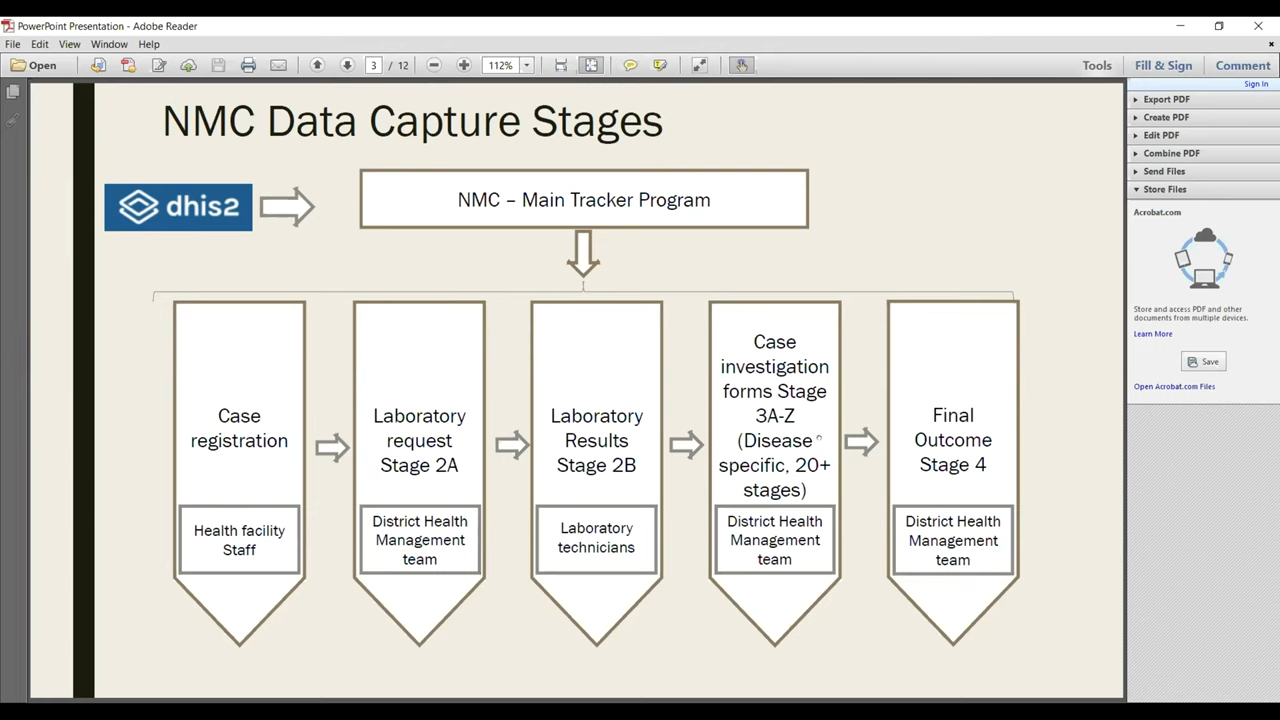 PowerPoint Presentation - Adobe Reader
File Edit View Window Help
Open 3 / 12 112% Tools Fill & Sign Comment
Sign In
Export PDF
Create PDF
Edit PDF
Combine PDF
Send Files
Store Files
Acrobat.com
Store and access PDF and other
documents from multiple devices.
Learn More
Save
Open Acrobat.com Files
NMC Data Capture Stages
dhis2
NMC – Main Tracker Program
Case
registration
Health facility
Staff
Laboratory
request
Stage 2A
District Health
Management
team
Laboratory
Results
Stage 2B
Laboratory
technicians
Case
investigation
forms Stage
3A-Z
(Disease
specific, 20+
stages)
District Health
Management
team
Final
Outcome
Stage 4
District Health
Management
team